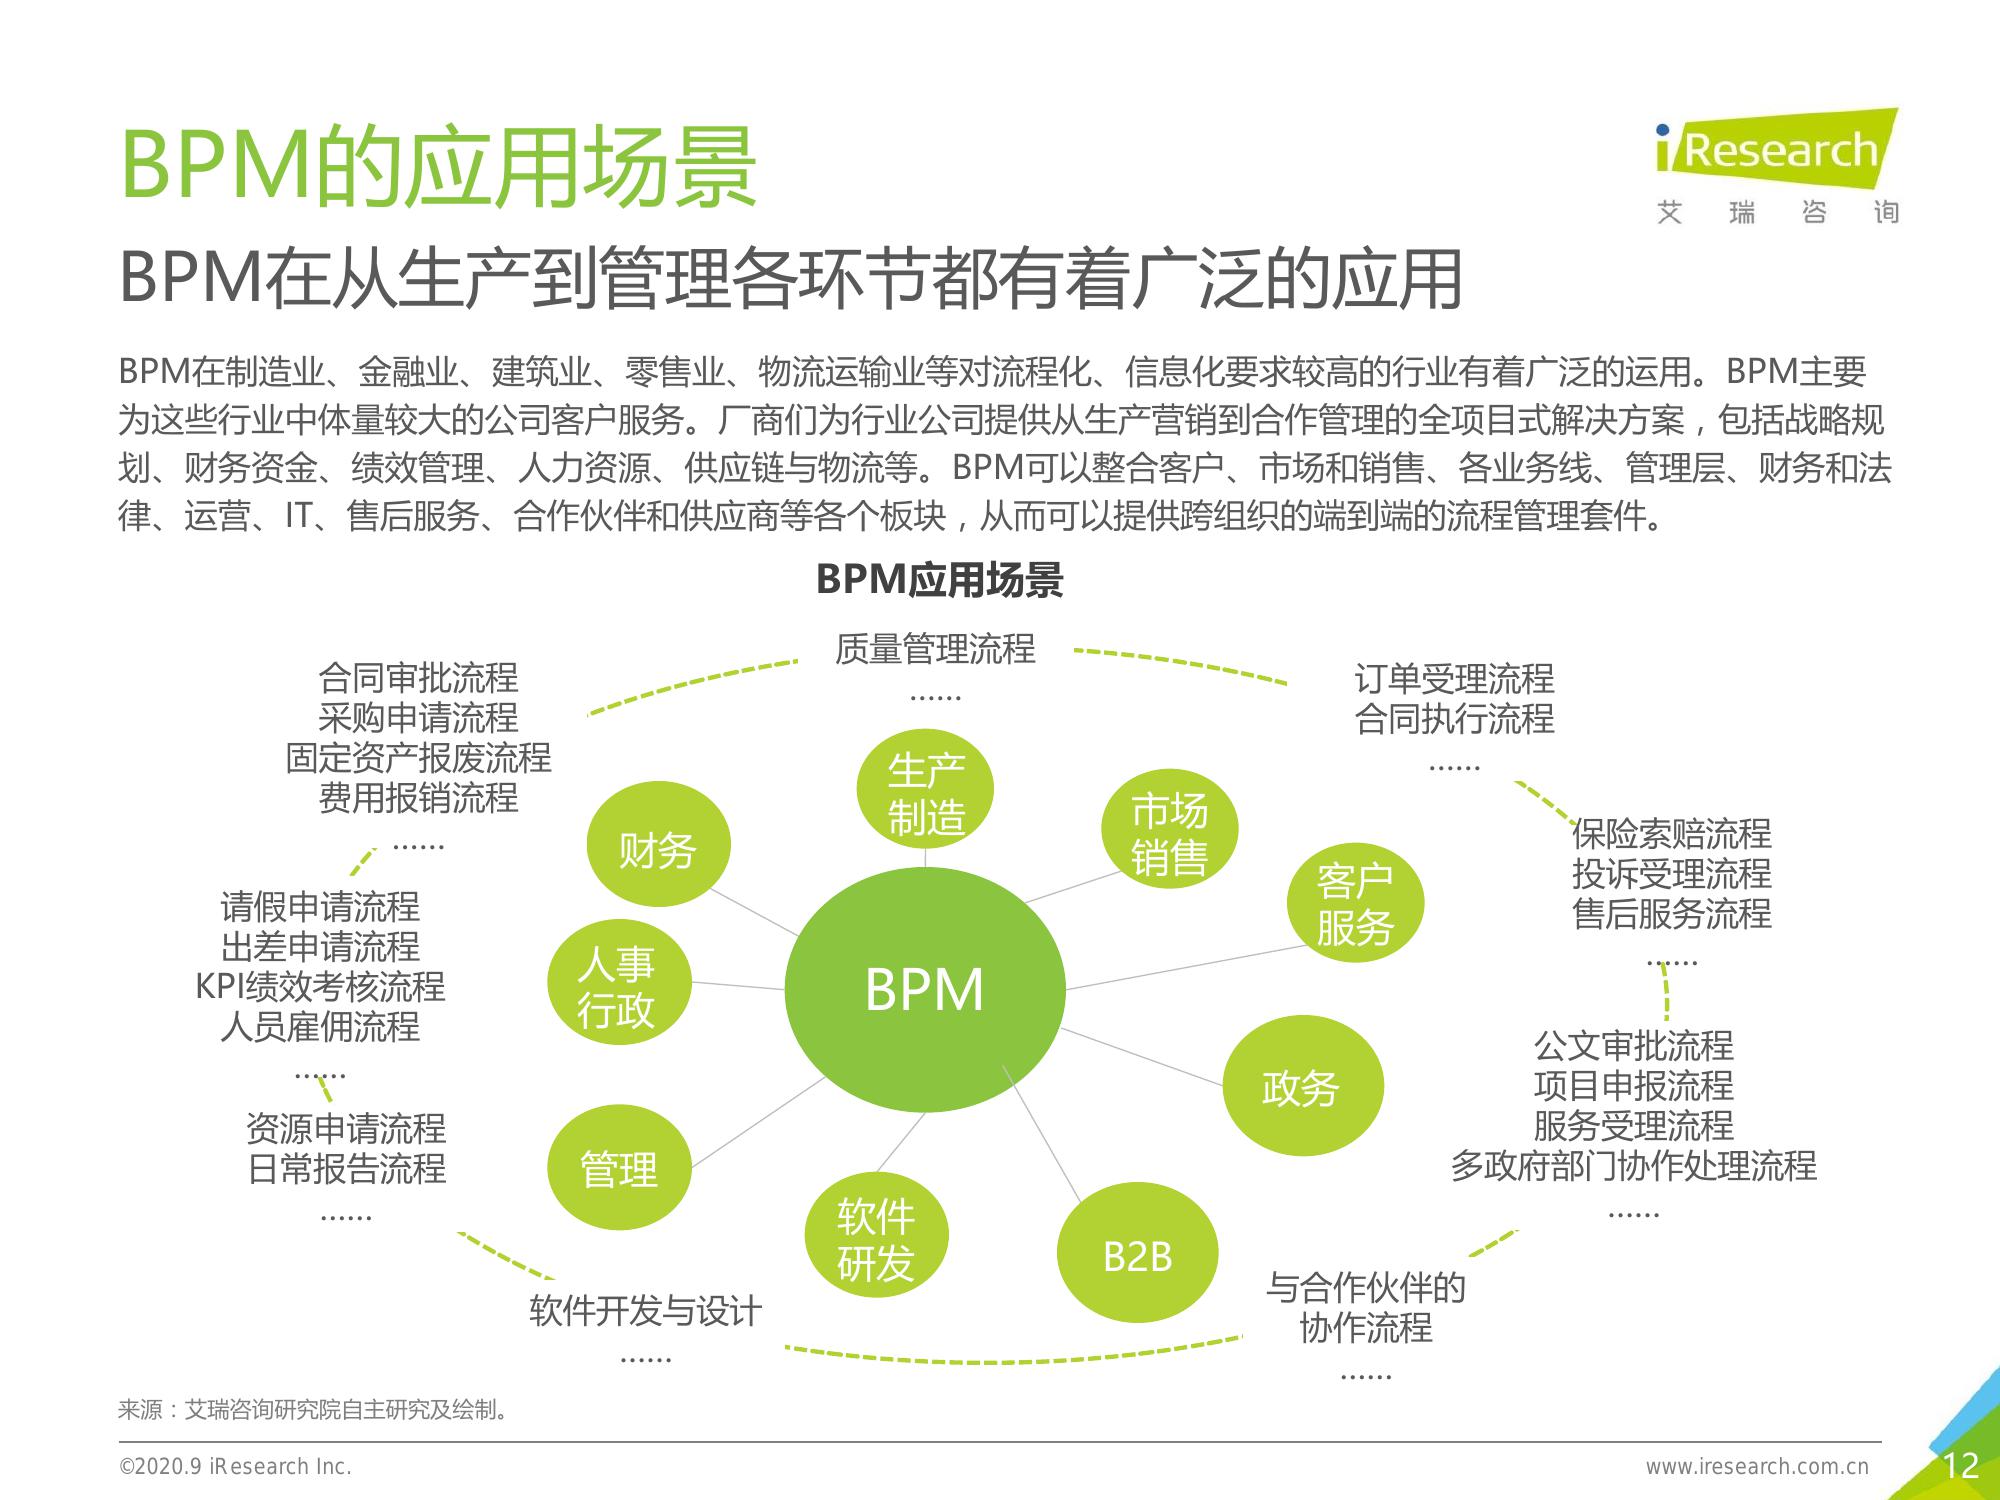 BPM的应用场景
iResearch
艾瑞咨询
BPM在从生产到管理各环节都有着广泛的应用
BPM在制造业、金融业、建筑业、零售业、物流运输业等对流程化、信息化要求较高的行业有着广泛的运用。BPM主要
为这些行业中体量较大的公司客户服务。厂商们为行业公司提供从生产营销到合作管理的全项目式解决方案，包括战略规
划、财务资金、绩效管理、人力资源、供应链与物流等。BPM可以整合客户、市场和销售、各业务线、管理层、财务和法
律、运营、IT、售后服务、合作伙伴和供应商等各个板块，从而可以提供跨组织的端到端的流程管理套件。
BPM应用场景
质量管理流程
......
合同审批流程
采购申请流程
固定资产报废流程
费用报销流程
......
订单受理流程
合同执行流程
......
生产
制造
市场
销售
财务
客户
服务
保险索赔流程
投诉受理流程
售后服务流程
......
请假申请流程
出差申请流程
KPI绩效考核流程
人员雇佣流程
......
人事
行政
BPM
政务
公文审批流程
项目申报流程
服务受理流程
多政府部门协作处理流程
......
资源申请流程
日常报告流程
......
管理
软件
研发
B2B
软件开发与设计
......
与合作伙伴的
协作流程
......
来源：艾瑞咨询研究院自主研究及绘制。
©2020.9 iResearch Inc.
www.iresearch.com.cn
12